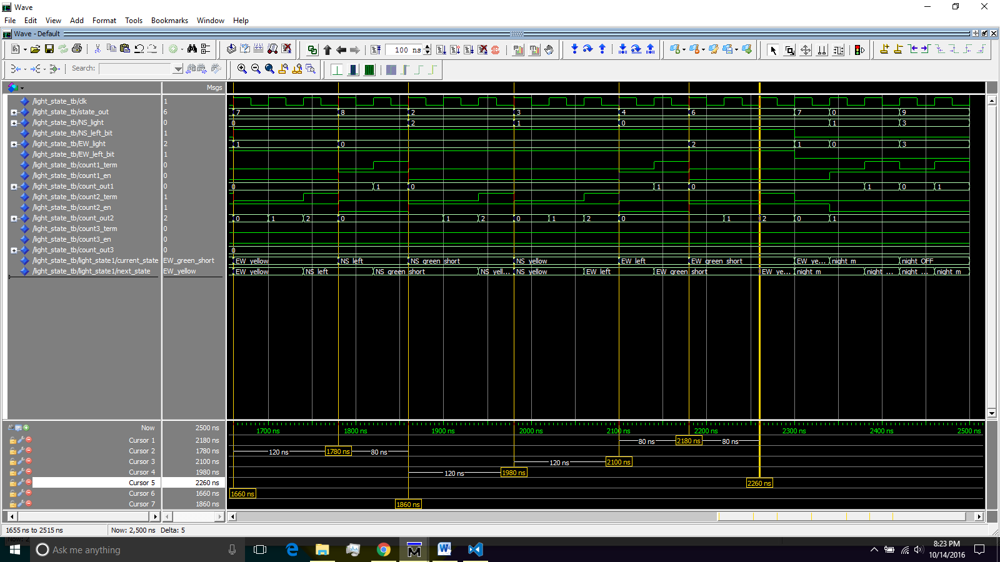 Wave
File Edit View Add Format Tools Bookmarks Window Help
Wave - Default
100 ns
Search:
Msgs
/light_state_tb/clk 1
/light_state_tb/state_out 6 7 8 2 3 4 6 7 0 9
/light_state_tb/NS_light 0 0 2 1 0 1 3
/light_state_tb/NS_left_bit 1
/light_state_tb/EW_light 2 1 0 2 1 0 3
/light_state_tb/EW_left_bit 1
/light_state_tb/count1_term 0
/light_state_tb/count1_en 0
/light_state_tb/count_out1 0 0 1 0 1 0 1 0 1
/light_state_tb/count2_term 1
/light_state_tb/count2_en 1
/light_state_tb/count_out2 2 0 1 2 0 1 2 0 1 2 0 1 2 0 1
/light_state_tb/count3_term 0
/light_state_tb/count3_en 0
/light_state_tb/count_out3 0 0
/light_state_tb/light_state1/current_state EW_green_short EW_yellow NS_left NS_green_short NS_yellow EW_left EW_green_short EW_ye... night_m night_OFF
/light_state_tb/light_state1/next_state EW_yellow EW_yellow NS_left NS_green_short NS_yell... NS_yellow EW_left EW_green_short EW_ye... night_m night_... night_... night_m
Now 2500 ns 1700 ns 1800 ns 1900 ns 2000 ns 2100 ns 2200 ns 2300 ns 2400 ns 2500 ns
Cursor 1 2180 ns 80 ns 2180 ns 80 ns
Cursor 2 1780 ns 120 ns 1780 ns 80 ns
Cursor 3 2100 ns 120 ns 2100 ns
Cursor 4 1980 ns 120 ns 1980 ns
Cursor 5 2260 ns 2260 ns
Cursor 6 1660 ns 1660 ns
Cursor 7 1860 ns 1860 ns
1655 ns to 2515 ns Now: 2,500 ns Delta: 5
Ask me anything
8:23 PM
10/14/2016